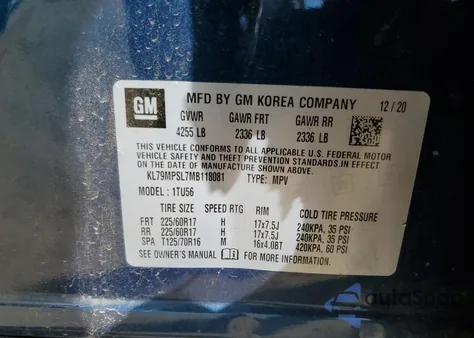 GM
MFD BY GM KOREA COMPANY 12/20
GVWR GAWR FRT GAWR RR
4255 LB 2336 LB 2336 LB
THIS VEHICLE CONFORMS TO ALL APPLICABLE U.S. FEDERAL MOTOR
VEHICLE SAFETY, BUMPER, AND THEFT PREVENTION STANDARDS IN EFFECT
ON THE DATE OF MANUFACTURE SHOWN ABOVE.
KL79MPSL7MB118081 TYPE: MPV
MODEL: 1TU56
TIRE SIZE SPEED RTG RIM COLD TIRE PRESSURE
FRT 225/60R17 H 17x7.5J 240KPA, 35 PSI
RR 225/60R17 H 17x7.5J 240KPA, 35 PSI
SPA T125/70R16 M 16x4.0BT 420KPA, 60 PSI
SEE OWNER'S MANUAL FOR MORE INFORMATION